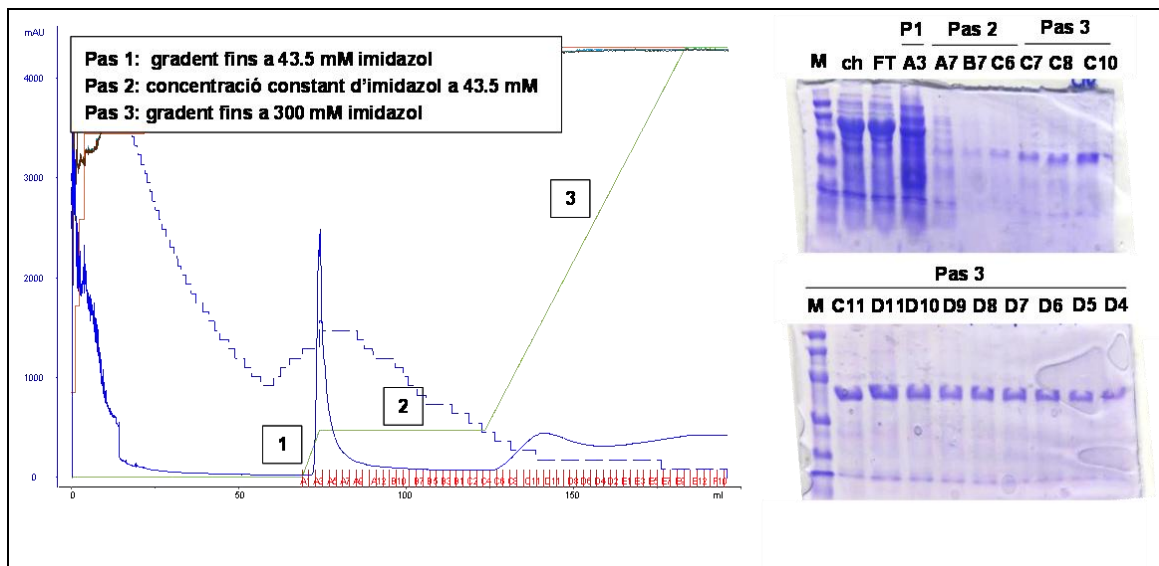 mAU
Pas 1: gradent fins a 43.5 mM imidazol
Pas 2: concentració constant d'imidazol a 43.5 mM
Pas 3: gradent fins a 300 mM imidazol
4000
3000
2000
1000
0
3
2
1
0 50 100 150 ml
P1 Pas 2 Pas 3
M ch FT A3 A7 B7 C6 C7 C8 C10
Pas 3
M C11 D11 D10 D9 D8 D7 D6 D5 D4